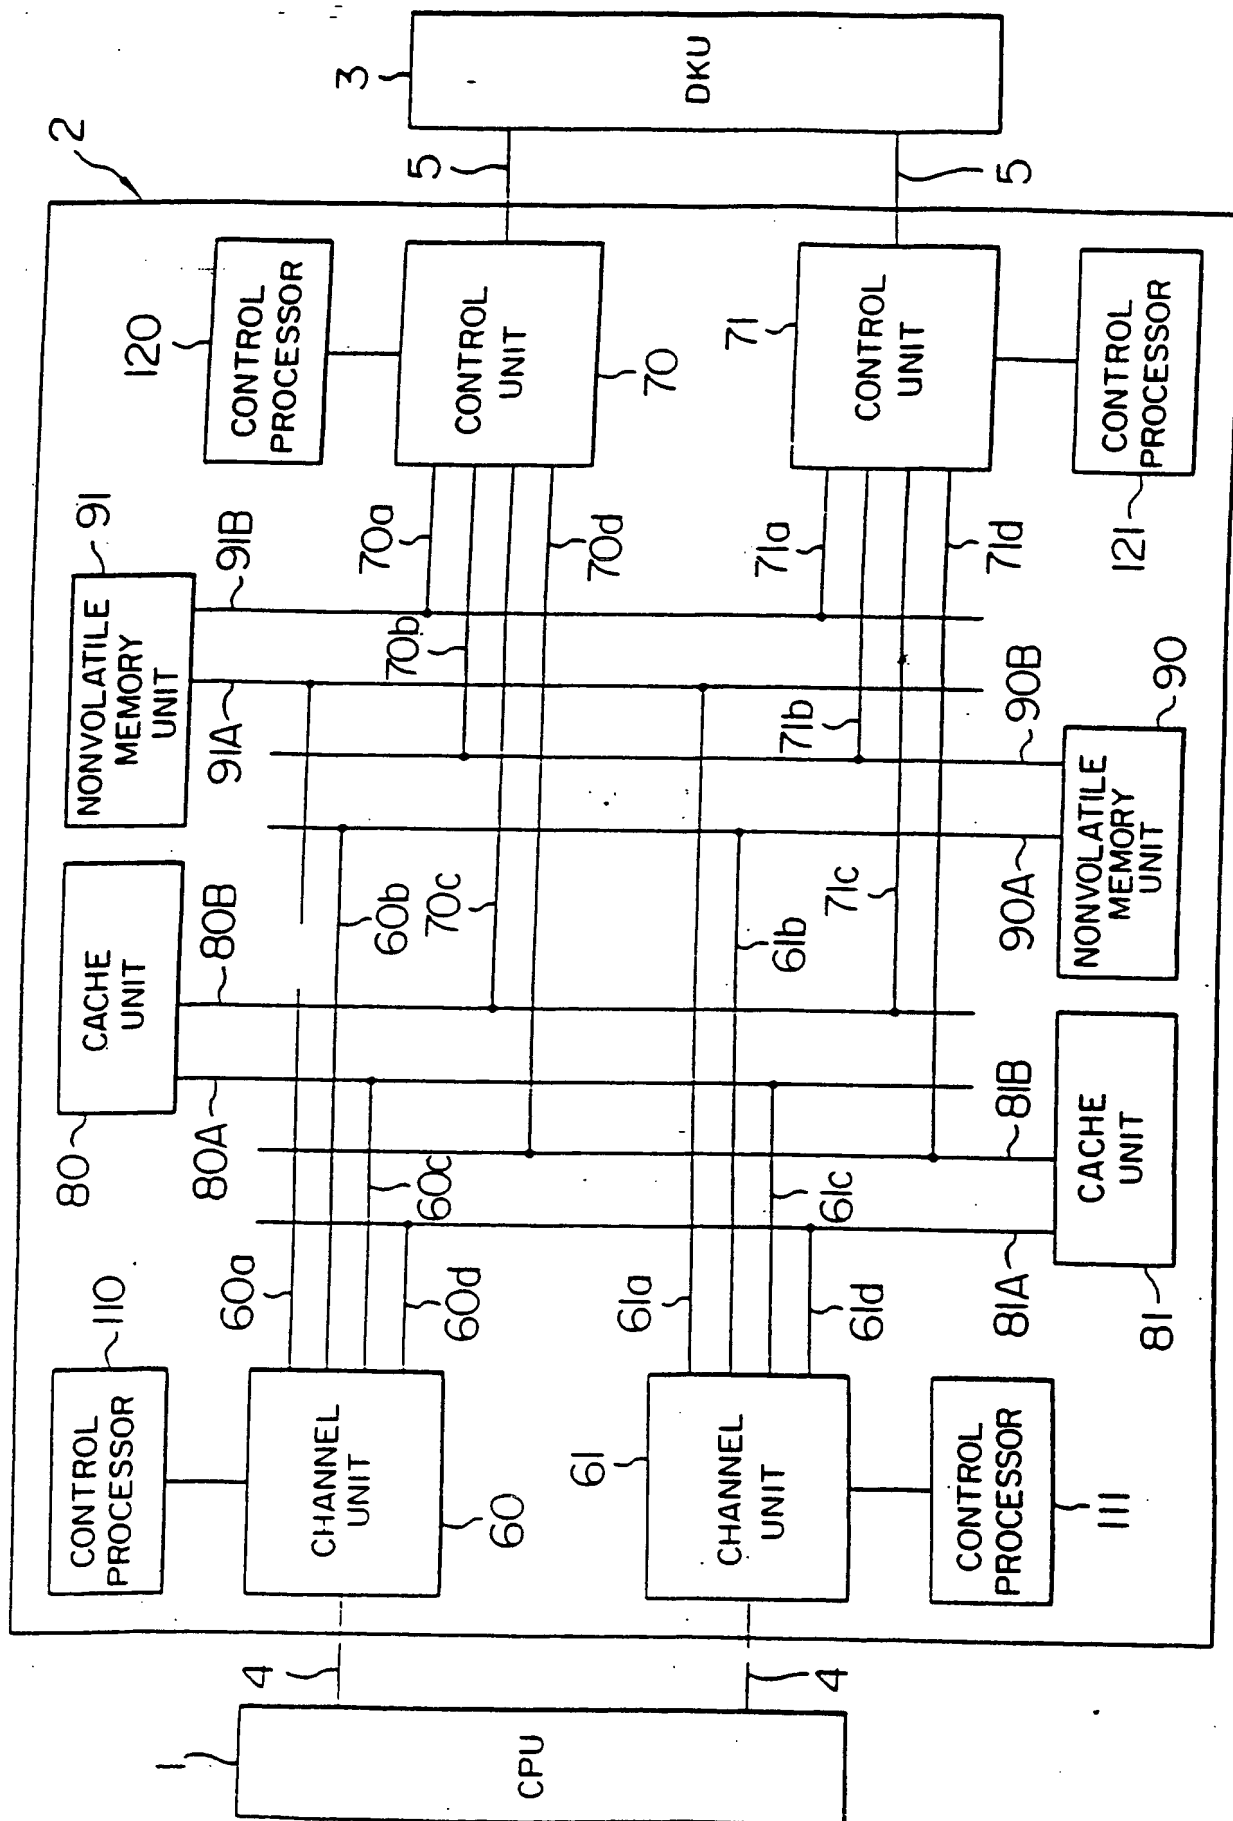 1
CPU
4
4
2
CONTROL
PROCESSOR
110
CHANNEL
UNIT
60
60a
60b
60c
60d
CHANNEL
UNIT
61
61a
61b
61c
61d
CONTROL
PROCESSOR
111
CACHE
UNIT
80
80A
80B
NONVOLATILE
MEMORY
UNIT
91
91A
91B
CACHE
UNIT
81
81A
81B
NONVOLATILE
MEMORY
UNIT
90
90A
90B
CONTROL
PROCESSOR
120
CONTROL
UNIT
70
70a
70b
70c
70d
CONTROL
UNIT
71
71a
71b
71c
71d
CONTROL
PROCESSOR
121
5
5
3
DKU